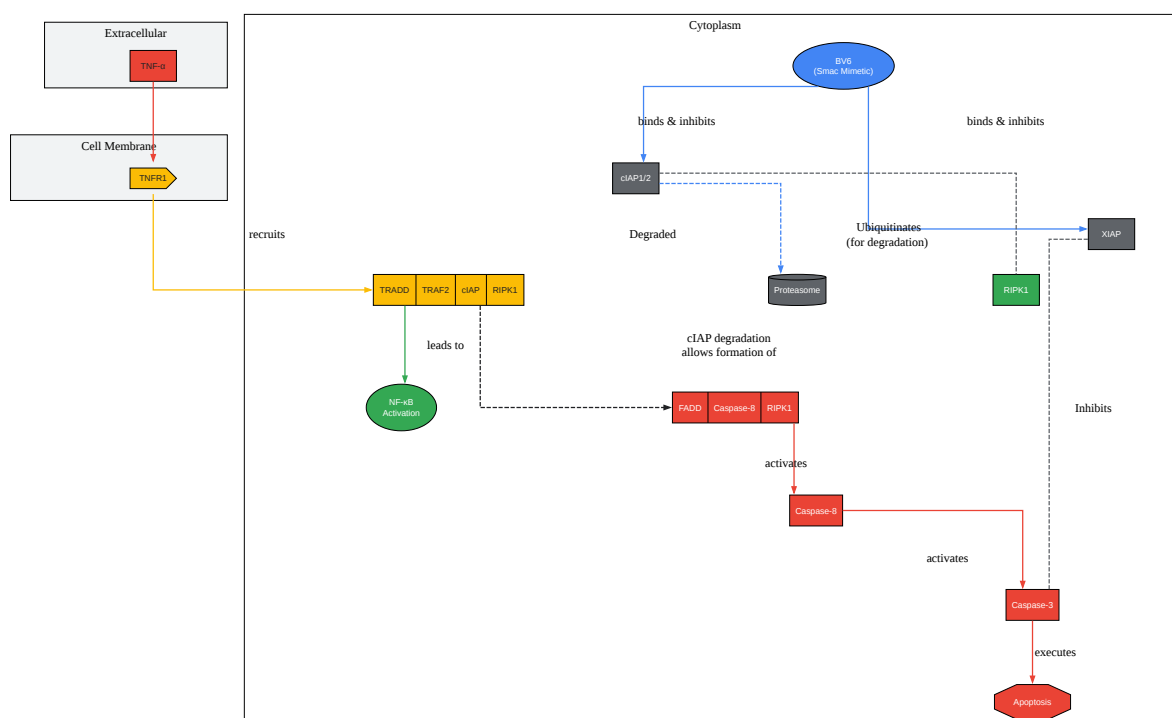 Extracellular
TNF-α
Cell Membrane
TNFR1
Cytoplasm
BV6
(Smac Mimetic)
binds & inhibits
binds & inhibits
cIAP1/2
recruits
Degraded
Ubiquitinates
(for degradation)
XIAP
TRADD
TRAF2
cIAP
RIPK1
Proteasome
RIPK1
leads to
cIAP degradation
allows formation of
NF-κB
Activation
FADD
Caspase-8
RIPK1
Inhibits
activates
Caspase-8
activates
Caspase-3
executes
Apoptosis